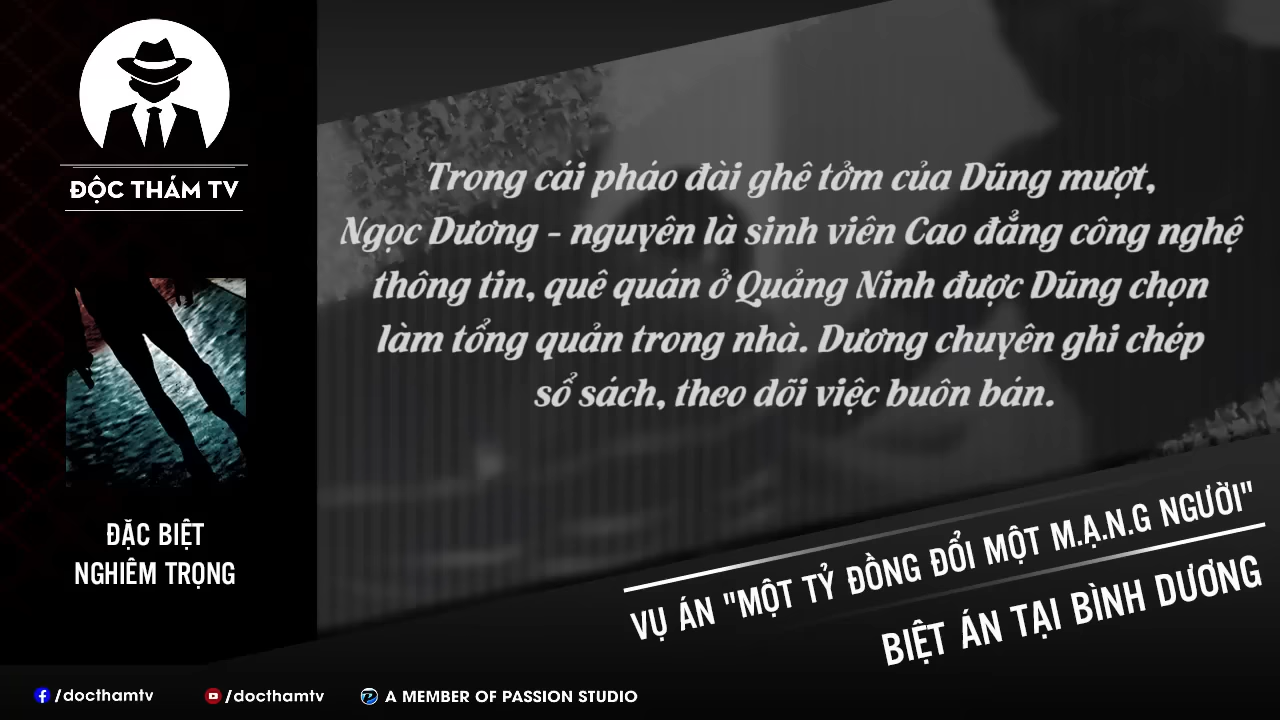 ĐỘC THÁM TV
ĐẶC BIỆT
NGHIÊM TRỌNG
Trong cái pháo đài ghê tởm của Dũng mượt,
Ngọc Dương - nguyên là sinh viên Cao đẳng công nghệ
thông tin, quê quán ở Quảng Ninh được Dũng chọn
làm tổng quản trong nhà. Dương chuyên ghi chép
sổ sách, theo dõi việc buôn bán.
VỤ ÁN "MỘT TỶ ĐỒNG ĐỔI MỘT M.Ạ.N.G NGƯỜI"
BIỆT ÁN TẠI BÌNH DƯƠNG
/docthamtv
/docthamtv
A MEMBER OF PASSION STUDIO